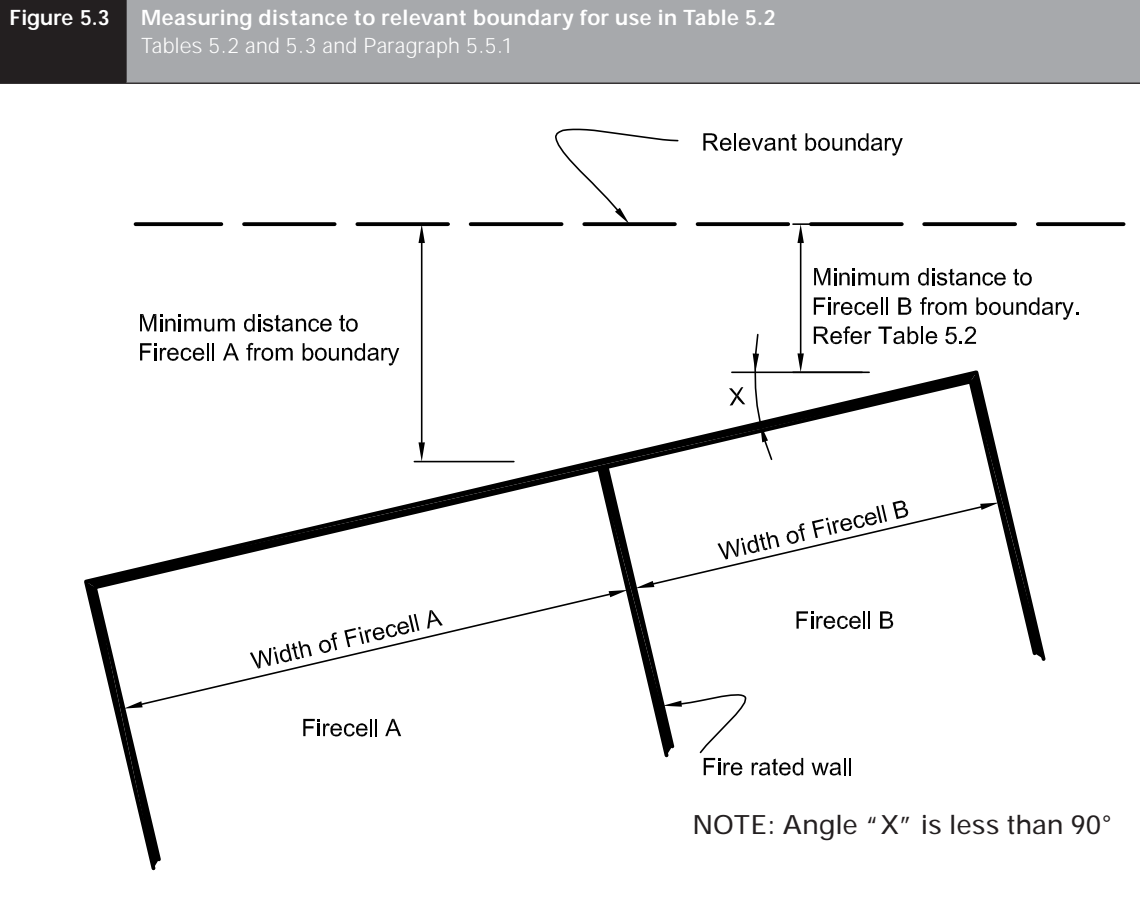 Figure 5.3
Measuring distance to relevant boundary for use in Table 5.2
Tables 5.2 and 5.3 and Paragraph 5.5.1
Relevant boundary
Minimum distance to
Firecell A from boundary
Minimum distance to
Firecell B from boundary.
Refer Table 5.2
X
Width of Firecell B
Width of Firecell A
Firecell B
Firecell A
Fire rated wall
NOTE: Angle “X” is less than 90°